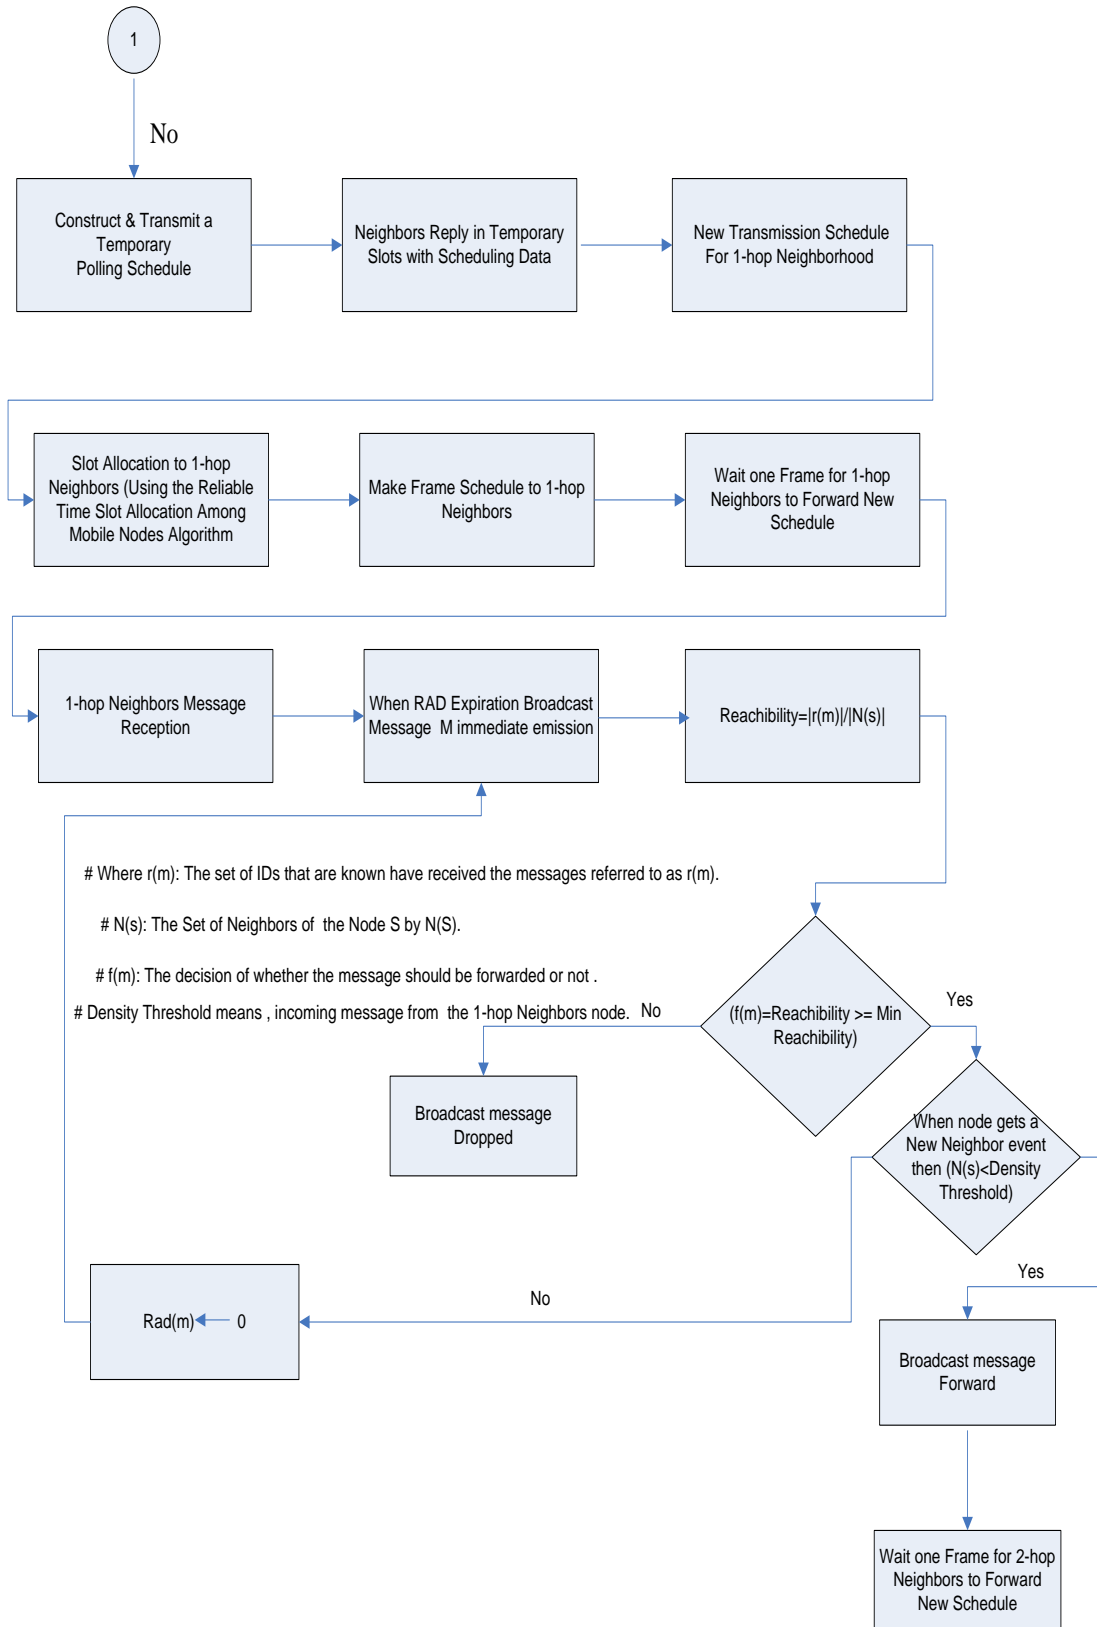 1
No
Construct & Transmit a
Temporary
Polling Schedule
Neighbors Reply in Temporary
Slots with Scheduling Data
New Transmission Schedule
For 1-hop Neighborhood
Slot Allocation to 1-hop
Neighbors (Using the Reliable
Time Slot Allocation Among
Mobile Nodes Algorithm
Make Frame Schedule to 1-hop
Neighbors
Wait one Frame for 1-hop
Neighbors to Forward New
Schedule
1-hop Neighbors Message
Reception
When RAD Expiration Broadcast
Message M immediate emission
Reachibility=|r(m)|/|N(s)|
# Where r(m): The set of IDs that are known have received the messages referred to as r(m).
# N(s): The Set of Neighbors of the Node S by N(S).
# f(m): The decision of whether the message should be forwarded or not .
# Density Threshold means , incoming message from the 1-hop Neighbors node.
No
(f(m)=Reachibility >= Min
Reachibility)
Yes
Broadcast message
Dropped
When node gets a
New Neighbor event
then (N(s)<Density
Threshold)
Yes
No
Rad(m) 0
Broadcast message
Forward
Wait one Frame for 2-hop
Neighbors to Forward
New Schedule